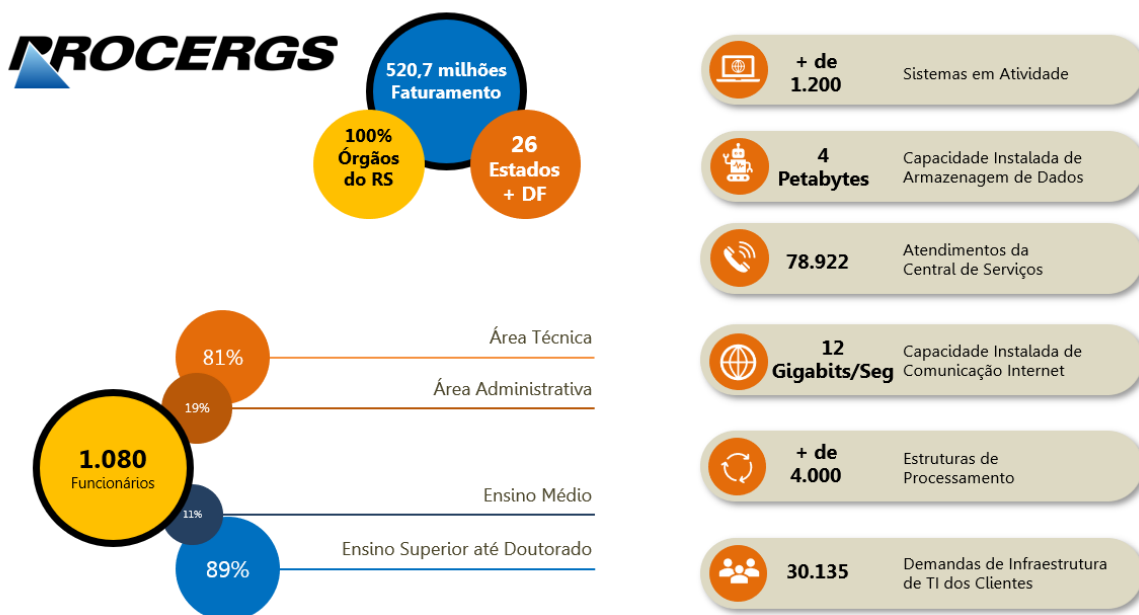 PROCERGS
520,7 milhões
Faturamento
100%
Órgãos
do RS
26
Estados
+ DF
81%
Área Técnica
19%
Área Administrativa
1.080
Funcionários
11%
Ensino Médio
89%
Ensino Superior até Doutorado
+ de
1.200
Sistemas em Atividade
4
Petabytes
Capacidade Instalada de
Armazenagem de Dados
78.922
Atendimentos da
Central de Serviços
12
Gigabits/Seg
Capacidade Instalada de
Comunicação Internet
+ de
4.000
Estruturas de
Processamento
30.135
Demandas de Infraestrutura
de TI dos Clientes